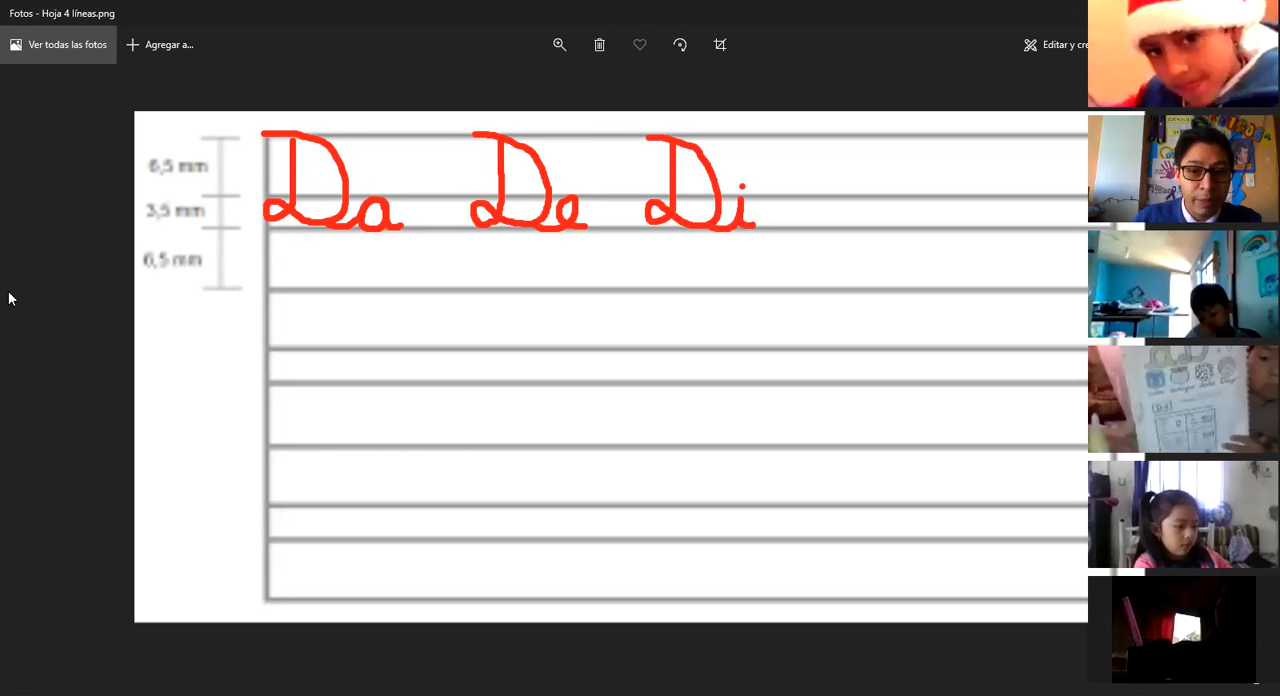 Fotos - Hoja 4 líneas.png
Ver todas las fotos
Agregar a...
Editar y cre
6,5 mm
3,5 mm
6,5 mm
Da De Di